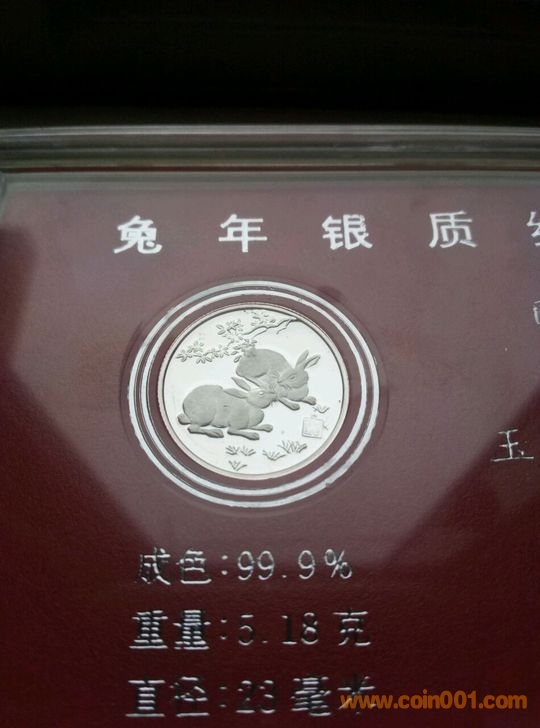 兔年银质
玉
成色:99.9%
重量:5.18克
直径:23毫米
www.coin001.com